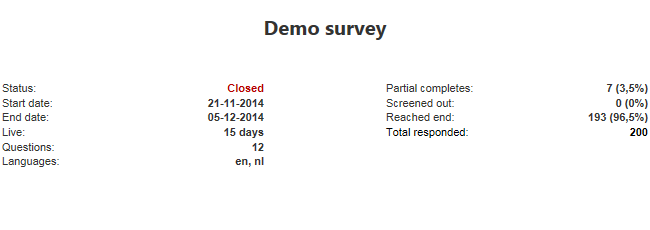 Demo survey
Status: Closed
Start date: 21-11-2014
End date: 05-12-2014
Live: 15 days
Questions: 12
Languages: en, nl
Partial completes: 7 (3,5%)
Screened out: 0 (0%)
Reached end: 193 (96,5%)
Total responded: 200